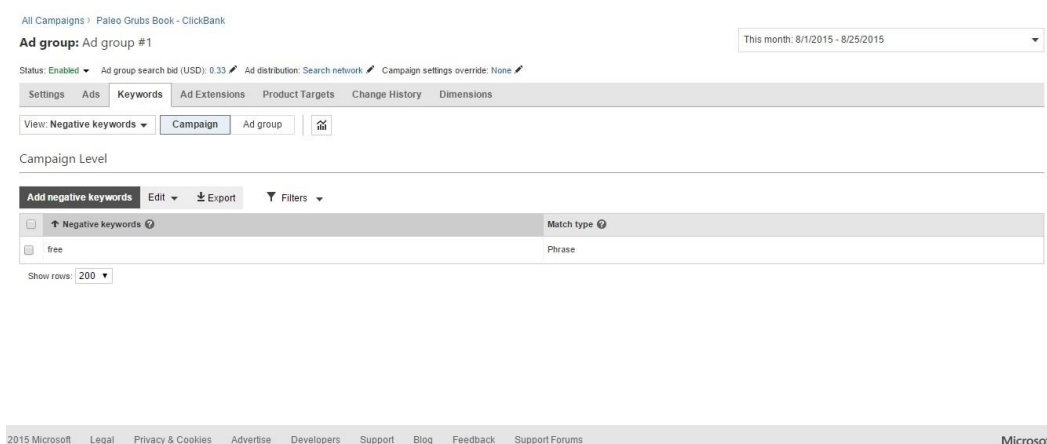 All Campaigns › Paleo Grubs Book - ClickBank
Ad group: Ad group #1
This month: 8/1/2015 - 8/25/2015
Status: Enabled Ad group search bid (USD): 0.33 Ad distribution: Search network Campaign settings override: None
Settings Ads Keywords Ad Extensions Product Targets Change History Dimensions
View: Negative keywords Campaign Ad group
Campaign Level
Add negative keywords Edit Export Filters
Negative keywords Match type
free Phrase
Show rows: 200
2015 Microsoft Legal Privacy & Cookies Advertise Developers Support Blog Feedback Support Forums Microso